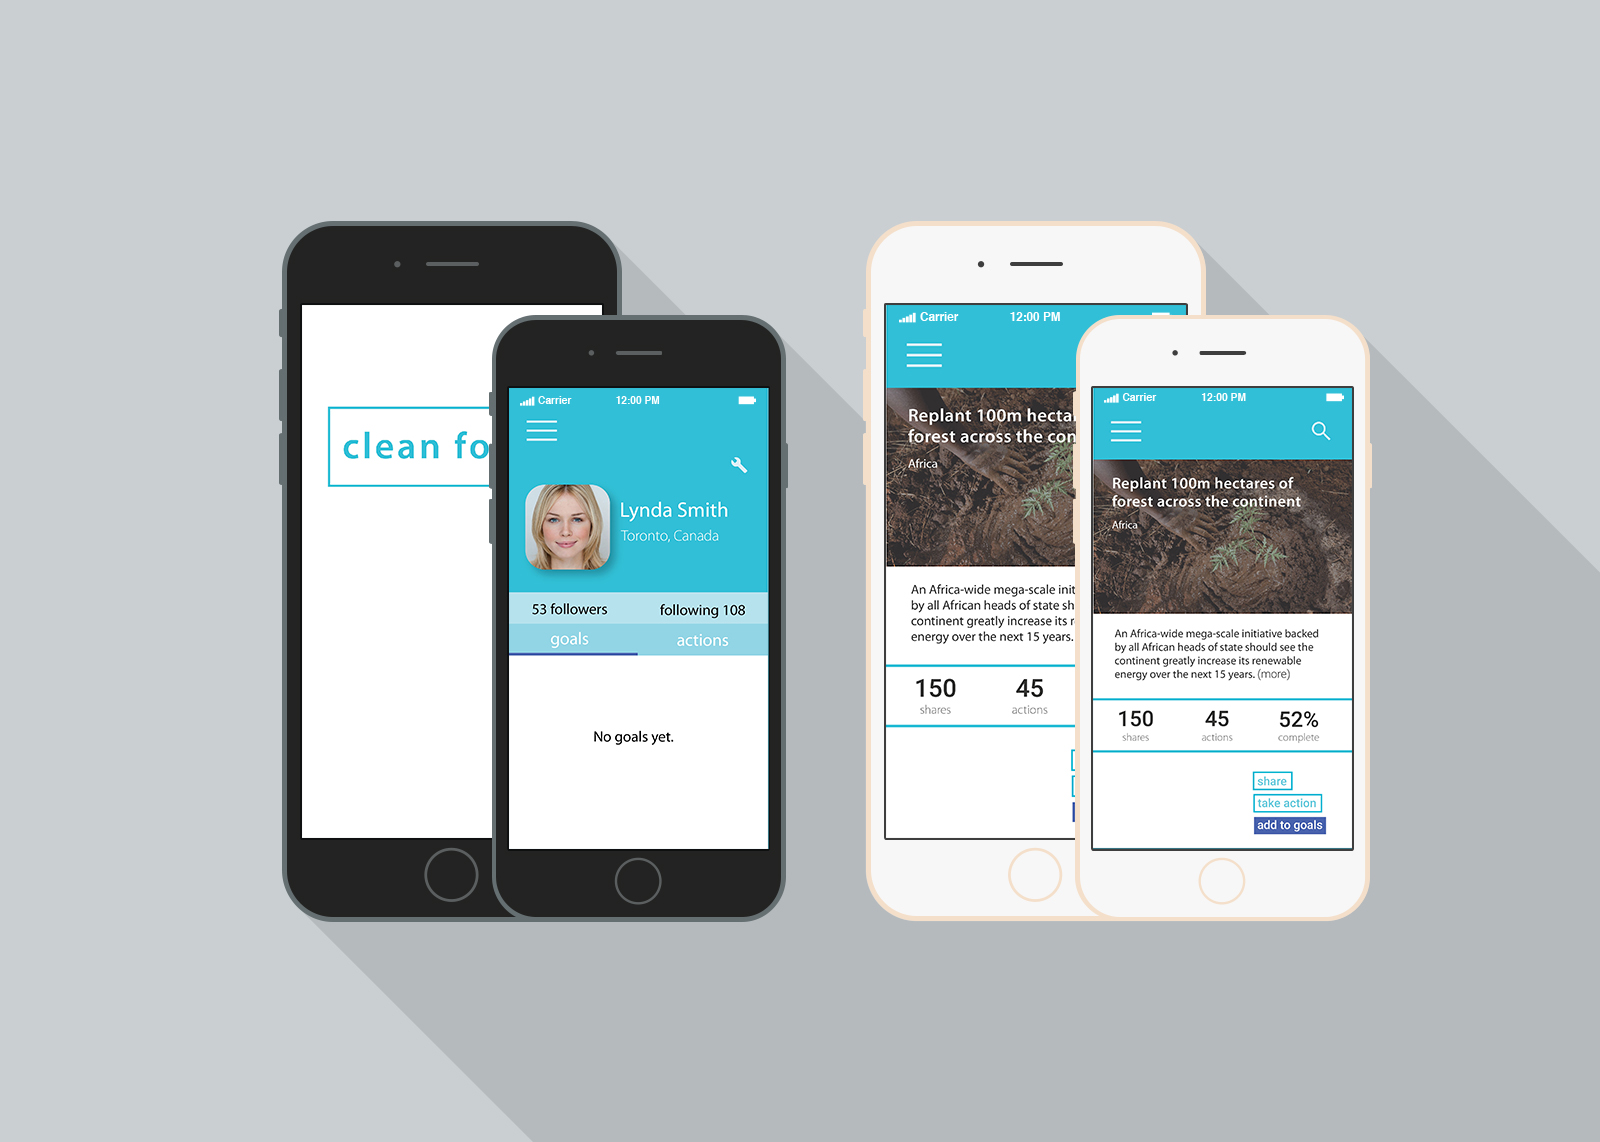 clean fo
Carrier 12:00 PM
Lynda Smith
Toronto, Canada
53 followers following 108
goals actions
No goals yet.
Carrier 12:00 PM
Replant 100m hectar
forest across the con
Africa
An Africa-wide mega-scale init
by all African heads of state sh
continent greatly increase its r
energy over the next 15 years.
150 45
shares actions
Carrier 12:00 PM
Replant 100m hectares of
forest across the continent
Africa
An Africa-wide mega-scale initiative backed
by all African heads of state should see the
continent greatly increase its renewable
energy over the next 15 years. (more)
150 45 52%
shares actions complete
share
take action
add to goals